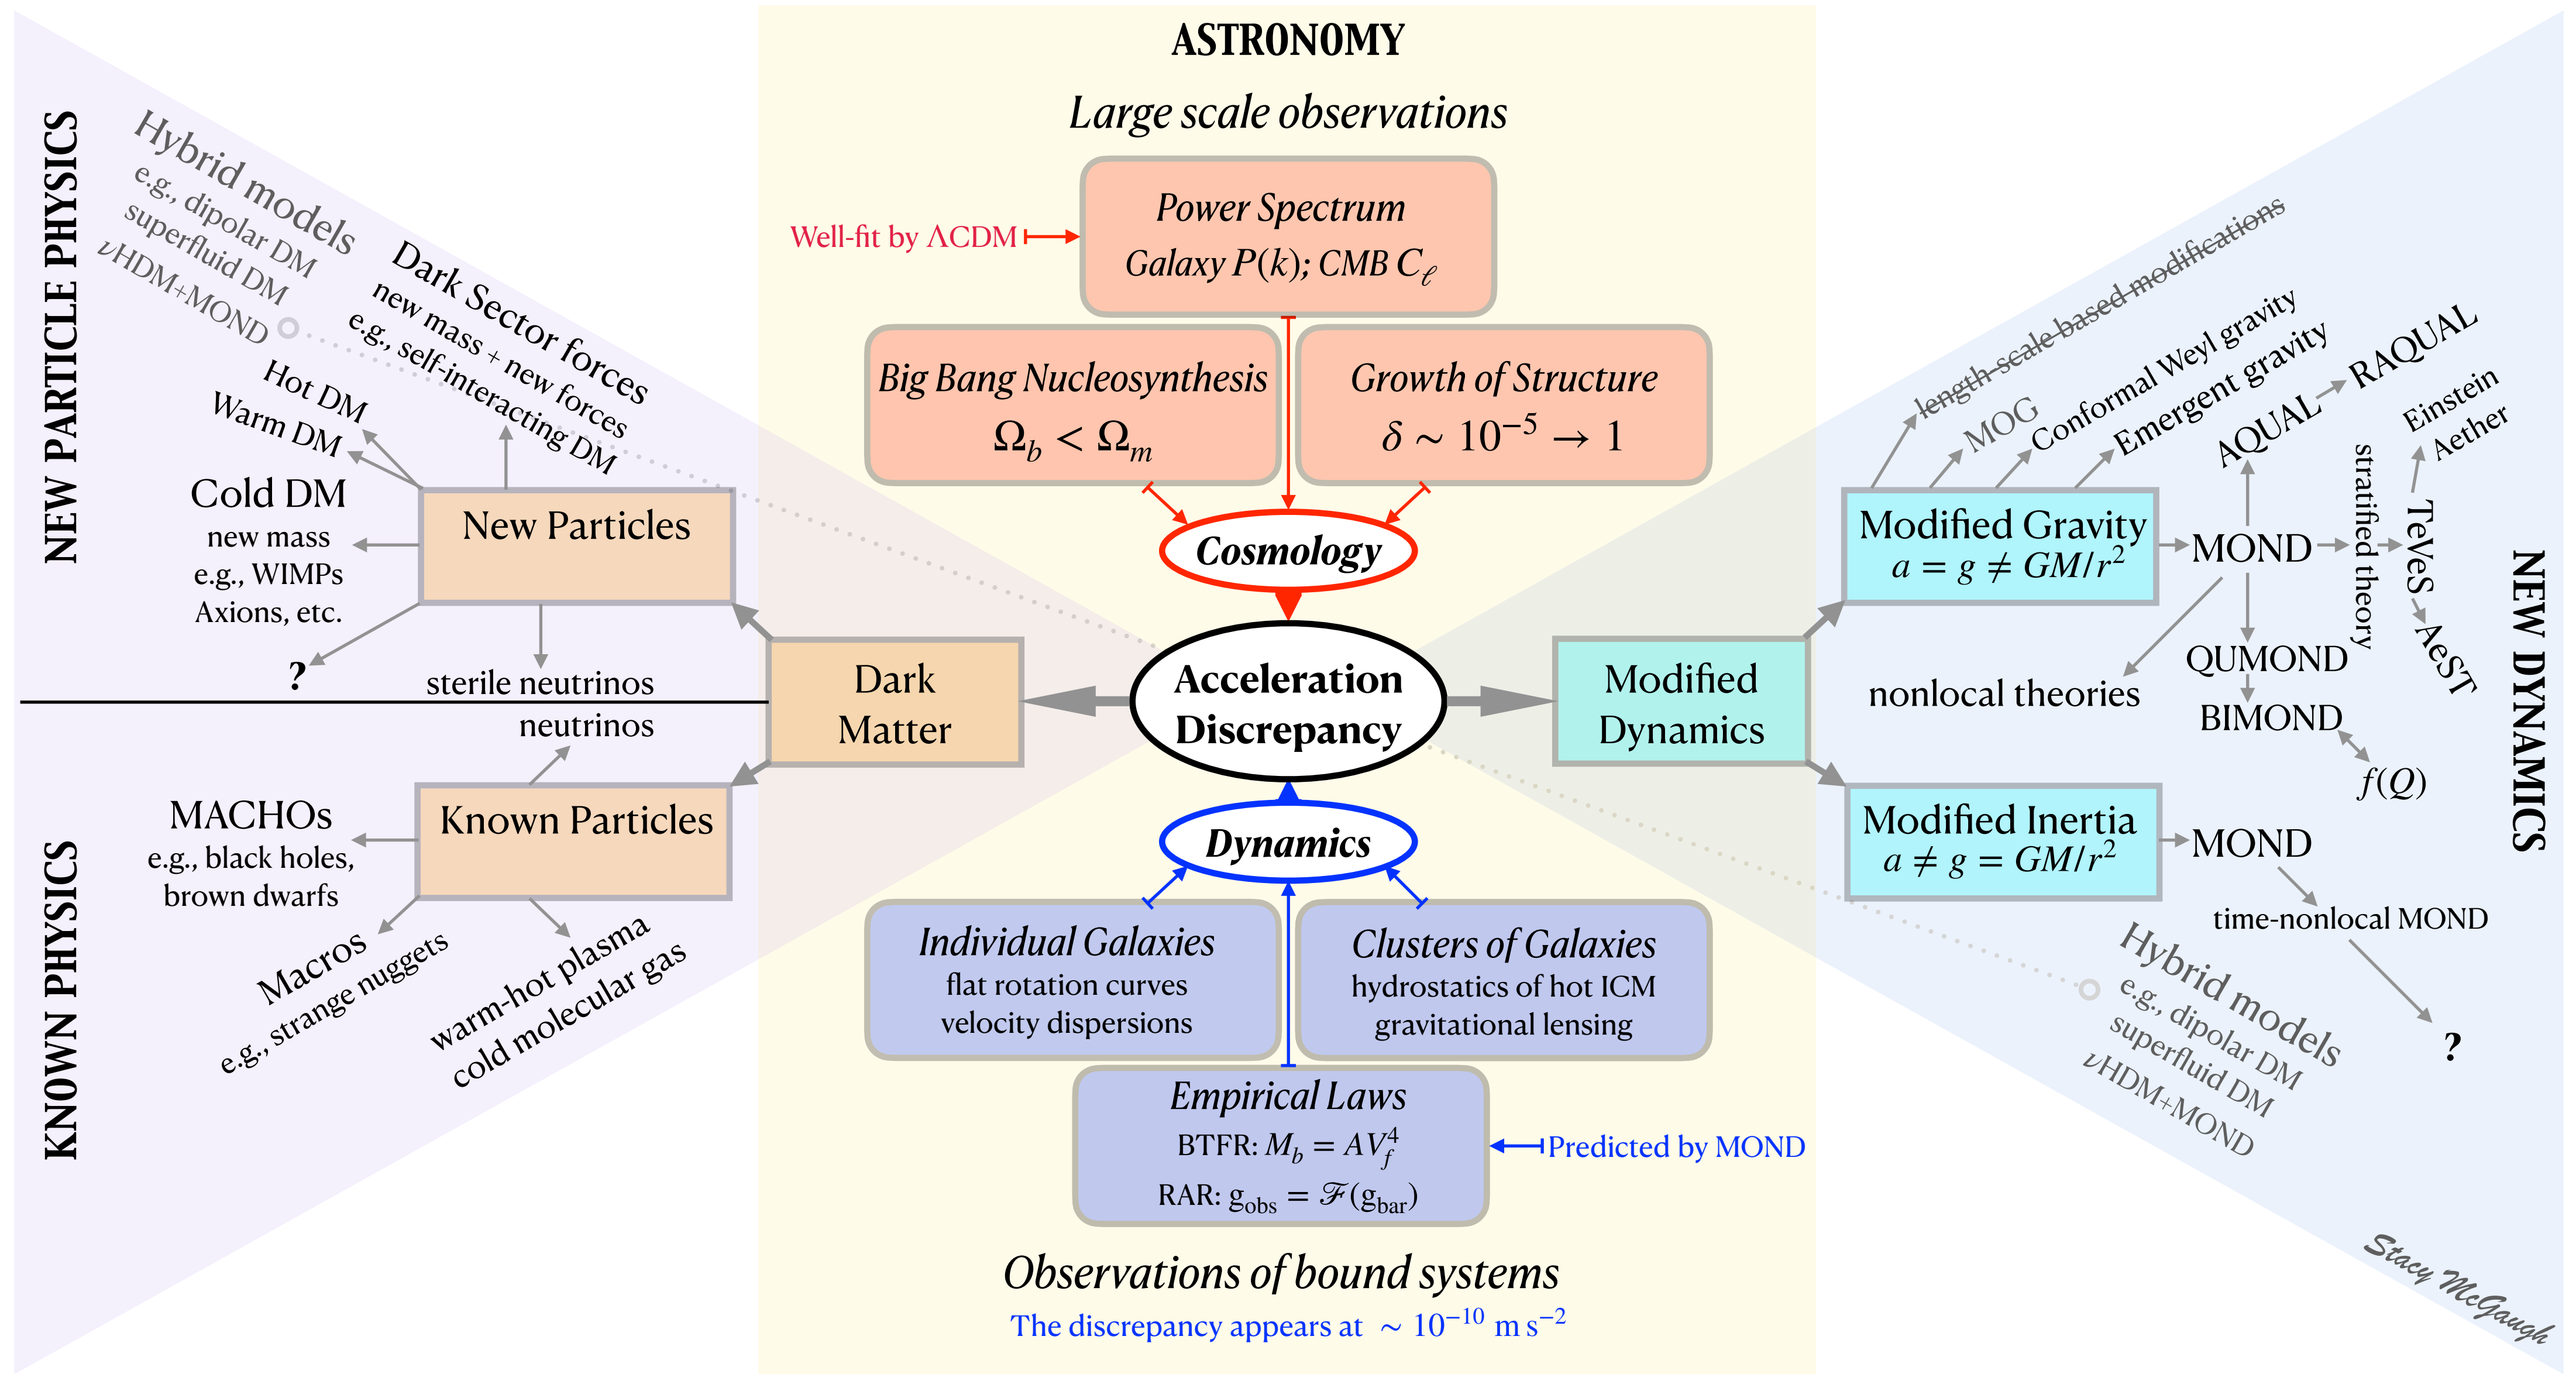 ASTRONOMY
Large scale observations
Power Spectrum
Galaxy P(k); CMB Cℓ
Well-fit by ΛCDM
Big Bang Nucleosynthesis
Ω_b < Ω_m
Growth of Structure
δ ~ 10⁻⁵ → 1
Cosmology
Acceleration
Discrepancy
Dynamics
Individual Galaxies
flat rotation curves
velocity dispersions
Clusters of Galaxies
hydrostatics of hot ICM
gravitational lensing
Empirical Laws
BTFR: M_b = AV_f^4
RAR: g_obs = ℱ(g_bar)
Predicted by MOND
Observations of bound systems
The discrepancy appears at ~ 10⁻¹⁰ m s⁻²
NEW PARTICLE PHYSICS
Hybrid models
e.g., dipolar DM
superfluid DM
νHDM+MOND
Dark Sector forces
new mass + new forces
e.g., self-interacting DM
Hot DM
Warm DM
Cold DM
new mass
e.g., WIMPs
Axions, etc.
?
New Particles
sterile neutrinos
Dark
Matter
KNOWN PHYSICS
neutrinos
Known Particles
MACHOs
e.g., black holes,
brown dwarfs
Macros
e.g., strange nuggets
warm-hot plasma
cold molecular gas
Modified
Dynamics
NEW DYNAMICS
Modified Gravity
a = g ≠ GM/r²
length-scale based modifications
MOG
Conformal Weyl gravity
Emergent gravity
MOND
AQUAL
RAQUAL
stratified theory
TeVeS
Einstein
Aether
AeST
QUMOND
BIMOND
f(Q)
nonlocal theories
Modified Inertia
a ≠ g = GM/r²
MOND
time-nonlocal MOND
?
Hybrid models
e.g., dipolar DM
superfluid DM
νHDM+MOND
Stacy McGaugh